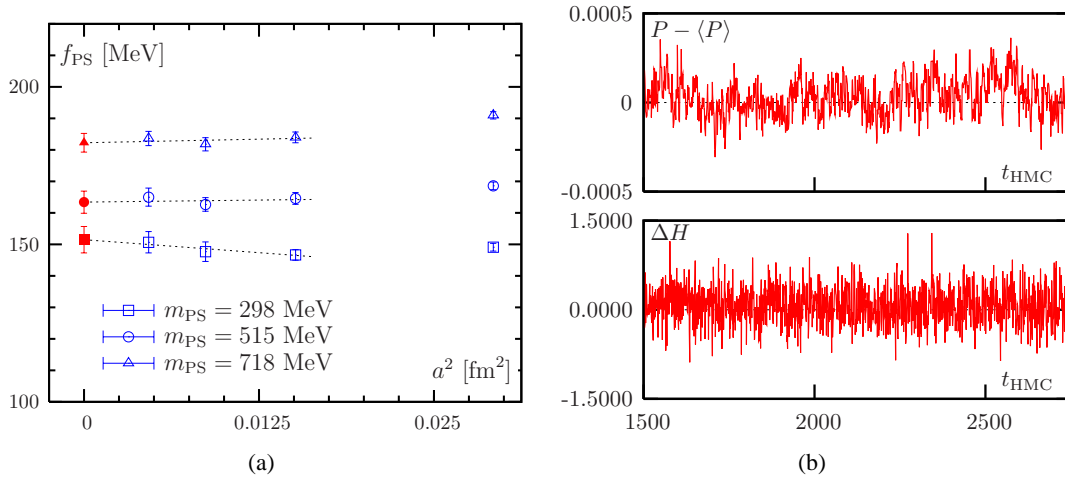 f_PS [MeV]
200
150
100
m_PS = 298 MeV
m_PS = 515 MeV
m_PS = 718 MeV
a² [fm²]
0
0.0125
0.025
(a)
0.0005
P − ⟨P⟩
0
-0.0005
t_HMC
1.5000
ΔH
0.0000
-1.5000
t_HMC
1500
2000
2500
(b)